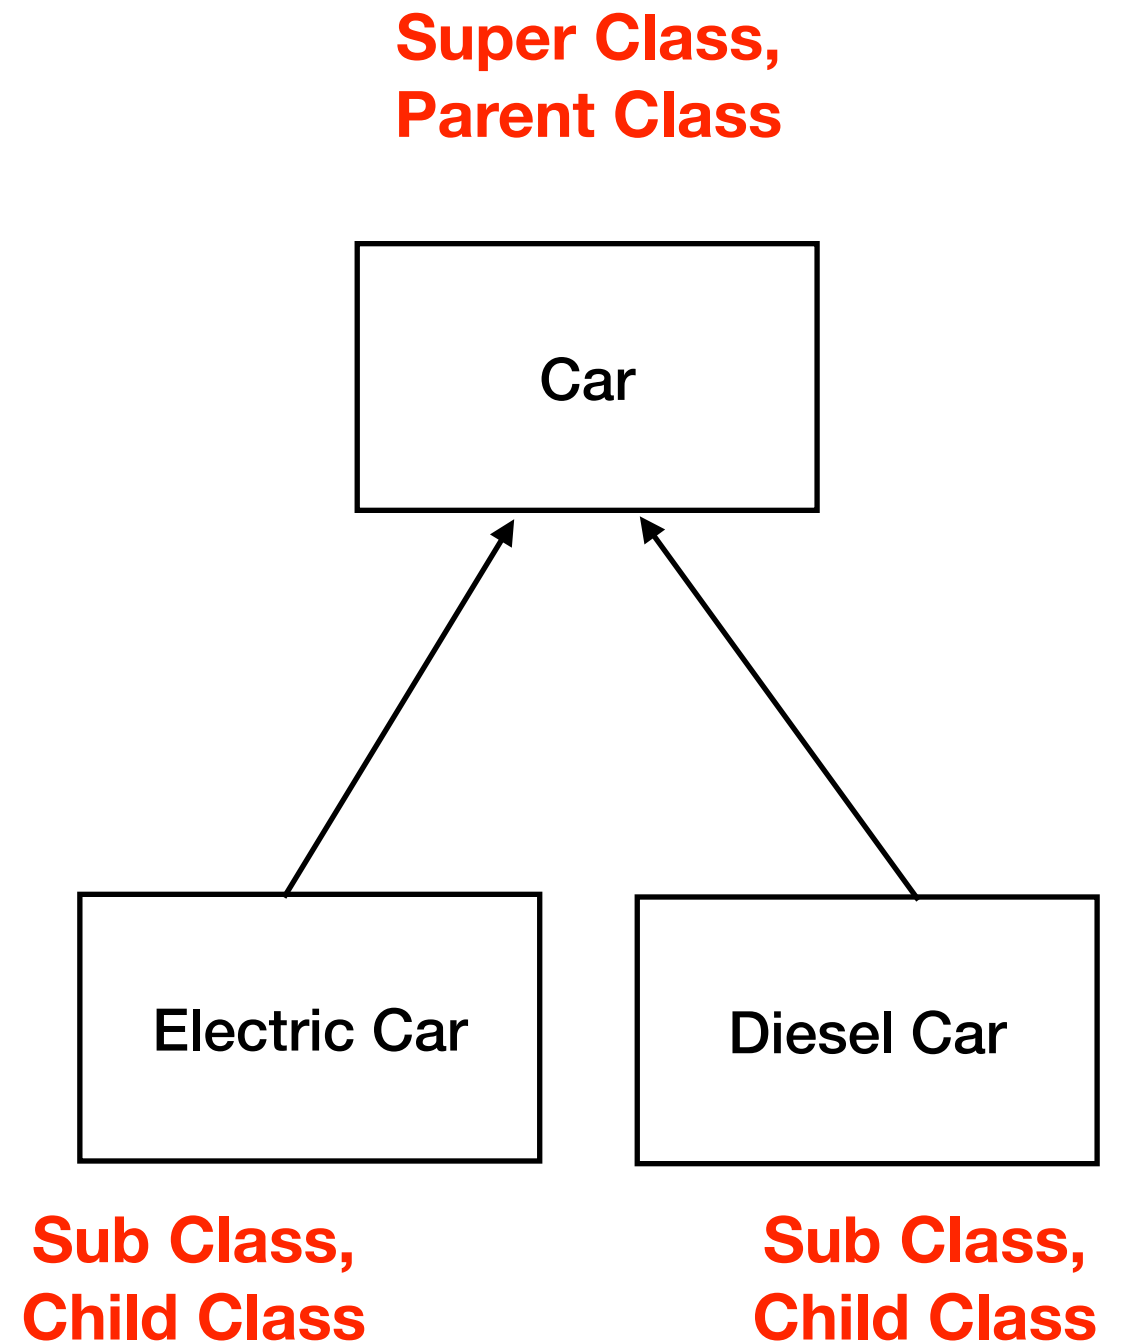 Super Class,
Parent Class
Car
Electric Car
Diesel Car
Sub Class,
Child Class
Sub Class,
Child Class